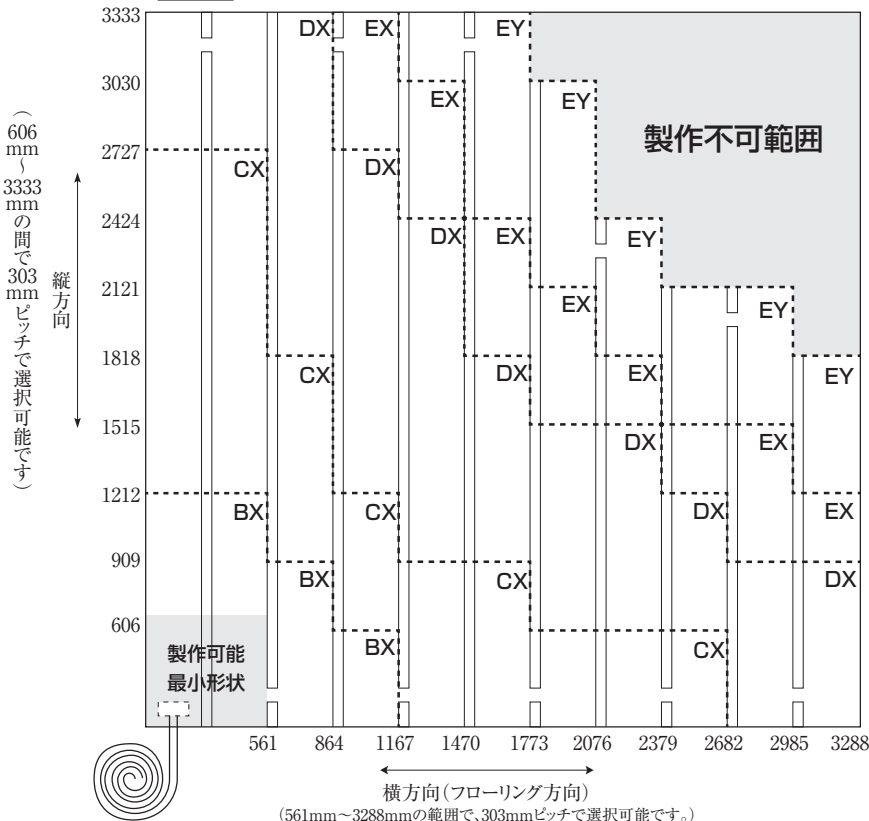 3333
DX EX EY
3030
EX EY
製作不可範囲
2727
CX DX
2424
DX EX EY
2121
EX EY
1818
CX DX EX EY
1515
DX EX
1212
BX CX DX EX
909
BX CX DX
606
BX CX
製作可能
最小形状
561 864 1167 1470 1773 2076 2379 2682 2985 3288
縦方向
(606mm～3333mmの間で303mmピッチで選択可能です)
横方向(フローリング方向)
(561mm～3288mmの範囲で、303mmピッチで選択可能です。)